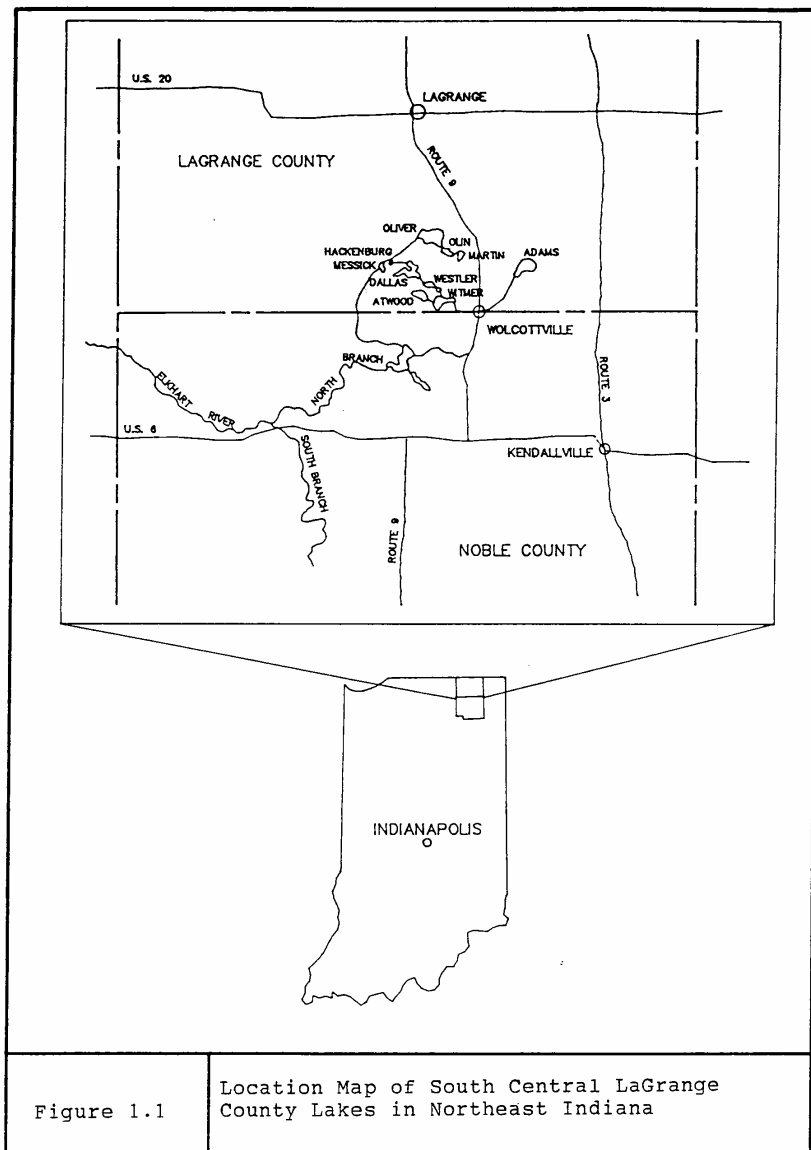 U.S. 20
LAGRANGE
LAGRANGE COUNTY
ROUTE 9
OLIVER
OLIN
MARTIN
ADAMS
HACKENBURG
MESSICK
DALLAS
WESTLER
WITMER
ATWOOD
WOLCOTTVILLE
BRANCH
NORTH
ELKHART
RIVER
ROUTE 3
U.S. 6
SOUTH BRANCH
KENDALLVILLE
ROUTE 9
NOBLE COUNTY
INDIANAPOLIS
Figure 1.1
Location Map of South Central LaGrange
County Lakes in Northeast Indiana